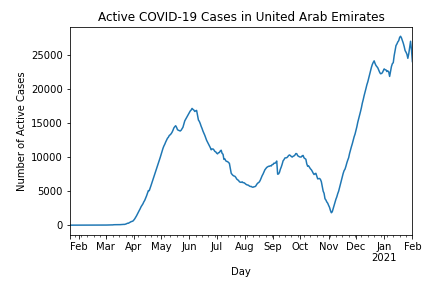 Active COVID-19 Cases in United Arab Emirates
Number of Active Cases
25000
20000
15000
10000
5000
0
Feb Mar Apr May Jun Jul Aug Sep Oct Nov Dec Jan Feb
2021
Day